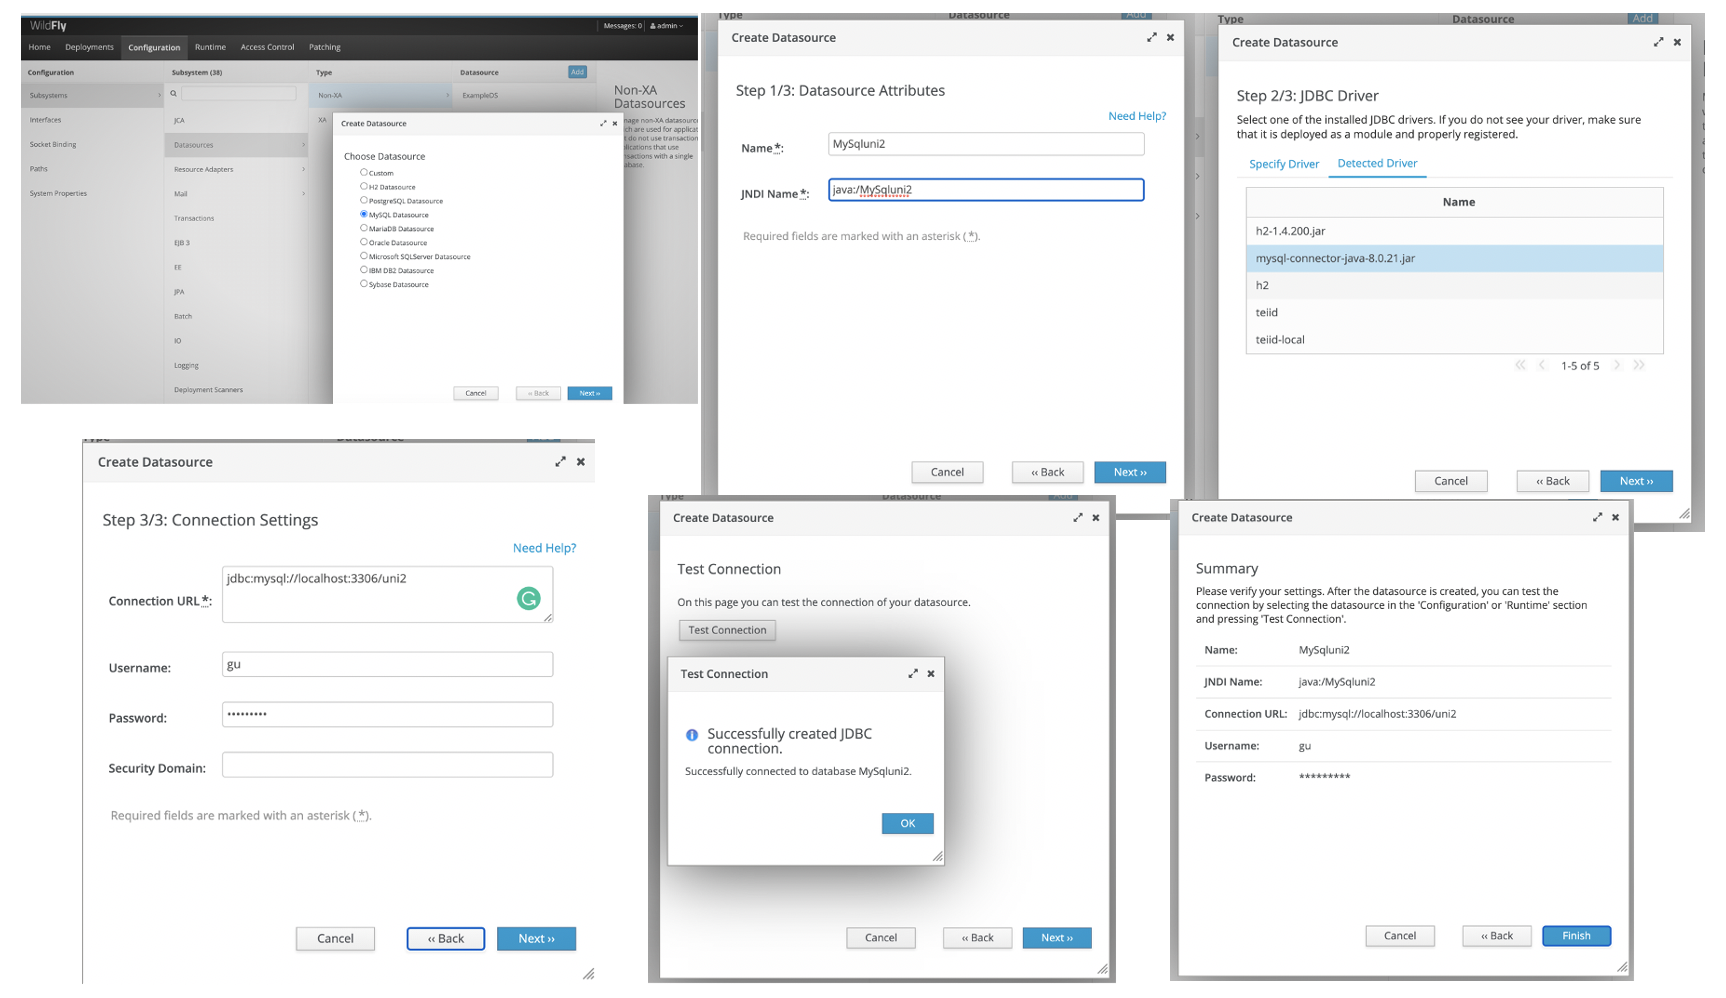 WildFly
Messages: 0 admin
Home Deployments Configuration Runtime Access Control Patching
Configuration Subsystem (38) Type Datasource Add
Subsystems
Interfaces
Socket Binding
Paths
System Properties
JCA
Datasources
Resource Adapters
Mail
Transactions
EJB 3
EE
JPA
Batch
IO
Logging
Deployment Scanners
Non-XA
XA
ExampleDS
Non-XA
Datasources
Create Datasource
Choose Datasource
Custom
H2 Datasource
PostgreSQL Datasource
MySQL Datasource
MariaDB Datasource
Oracle Datasource
Microsoft SQLServer Datasource
IBM DB2 Datasource
Sybase Datasource
Cancel ‹‹ Back Next ››
Type Datasource Add
Create Datasource
Step 1/3: Datasource Attributes
Need Help?
Name*: MySqluni2
JNDI Name*: java:/MySqluni2
Required fields are marked with an asterisk (*).
Cancel ‹‹ Back Next ››
Type Datasource Add
Create Datasource
Step 2/3: JDBC Driver
Select one of the installed JDBC drivers. If you do not see your driver, make sure
that it is deployed as a module and properly registered.
Specify Driver Detected Driver
Name
h2-1.4.200.jar
mysql-connector-java-8.0.21.jar
h2
teiid
teiid-local
1-5 of 5
Cancel ‹‹ Back Next ››
Type Datasource
Create Datasource
Step 3/3: Connection Settings
Need Help?
Connection URL*: jdbc:mysql://localhost:3306/uni2
Username: gu
Password: •••••••••
Security Domain:
Required fields are marked with an asterisk (*).
Cancel ‹‹ Back Next ››
Type Datasource Add
Create Datasource
Test Connection
On this page you can test the connection of your datasource.
Test Connection
Test Connection
Successfully created JDBC
connection.
Successfully connected to database MySqluni2.
OK
Cancel ‹‹ Back Next ››
Create Datasource
Summary
Please verify your settings. After the datasource is created, you can test the
connection by selecting the datasource in the 'Configuration' or 'Runtime' section
and pressing 'Test Connection'.
Name: MySqluni2
JNDI Name: java:/MySqluni2
Connection URL: jdbc:mysql://localhost:3306/uni2
Username: gu
Password: *********
Cancel ‹‹ Back Finish